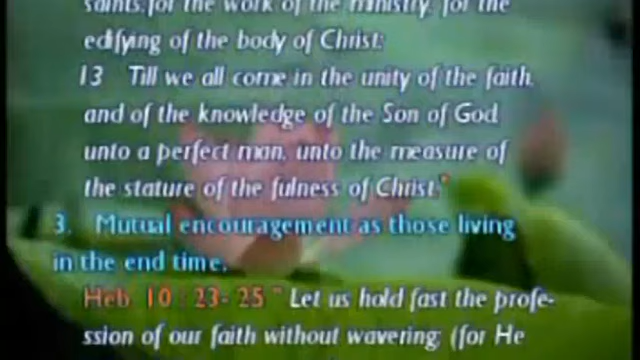 saints, for the work of the ministry, for the
edifying of the body of Christ:
13 Till we all come in the unity of the faith,
and of the knowledge of the Son of God,
unto a perfect man, unto the measure of
the stature of the fulness of Christ."
3. Mutual encouragement as those living
in the end time.
Heb. 10 : 23- 25 " Let us hold fast the profe-
ssion of our faith without wavering; (for He